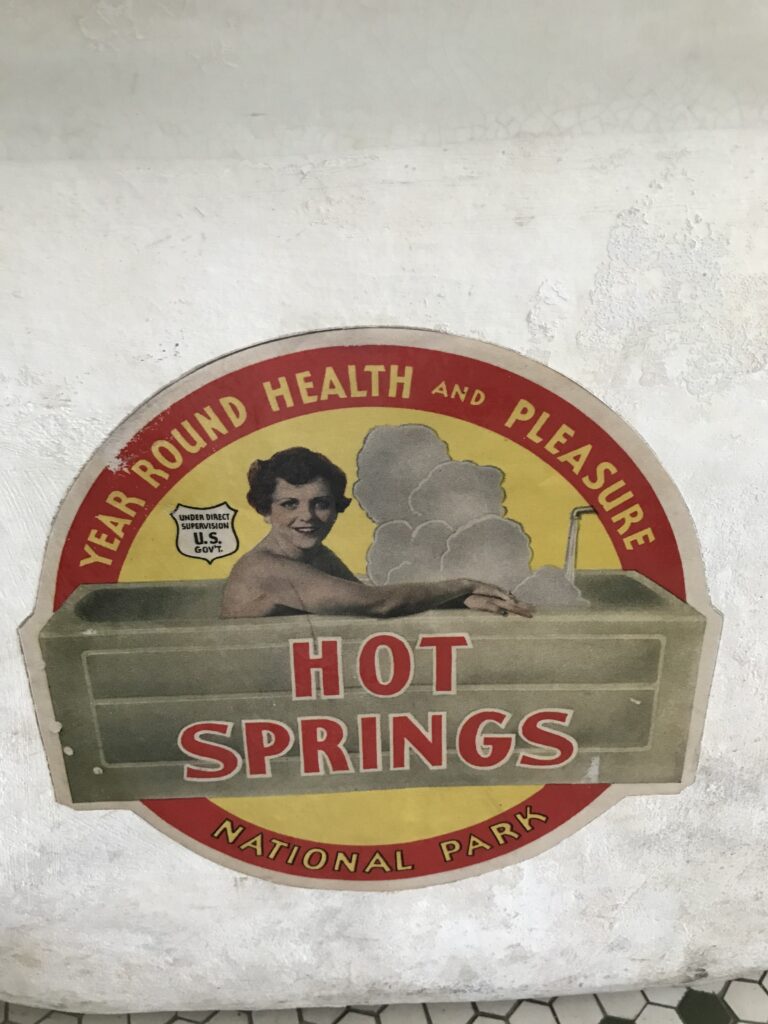 YEAR ROUND HEALTH AND PLEASURE
UNDER DIRECT
SUPERVISION
U.S.
GOV'T.
HOT
SPRINGS
NATIONAL PARK